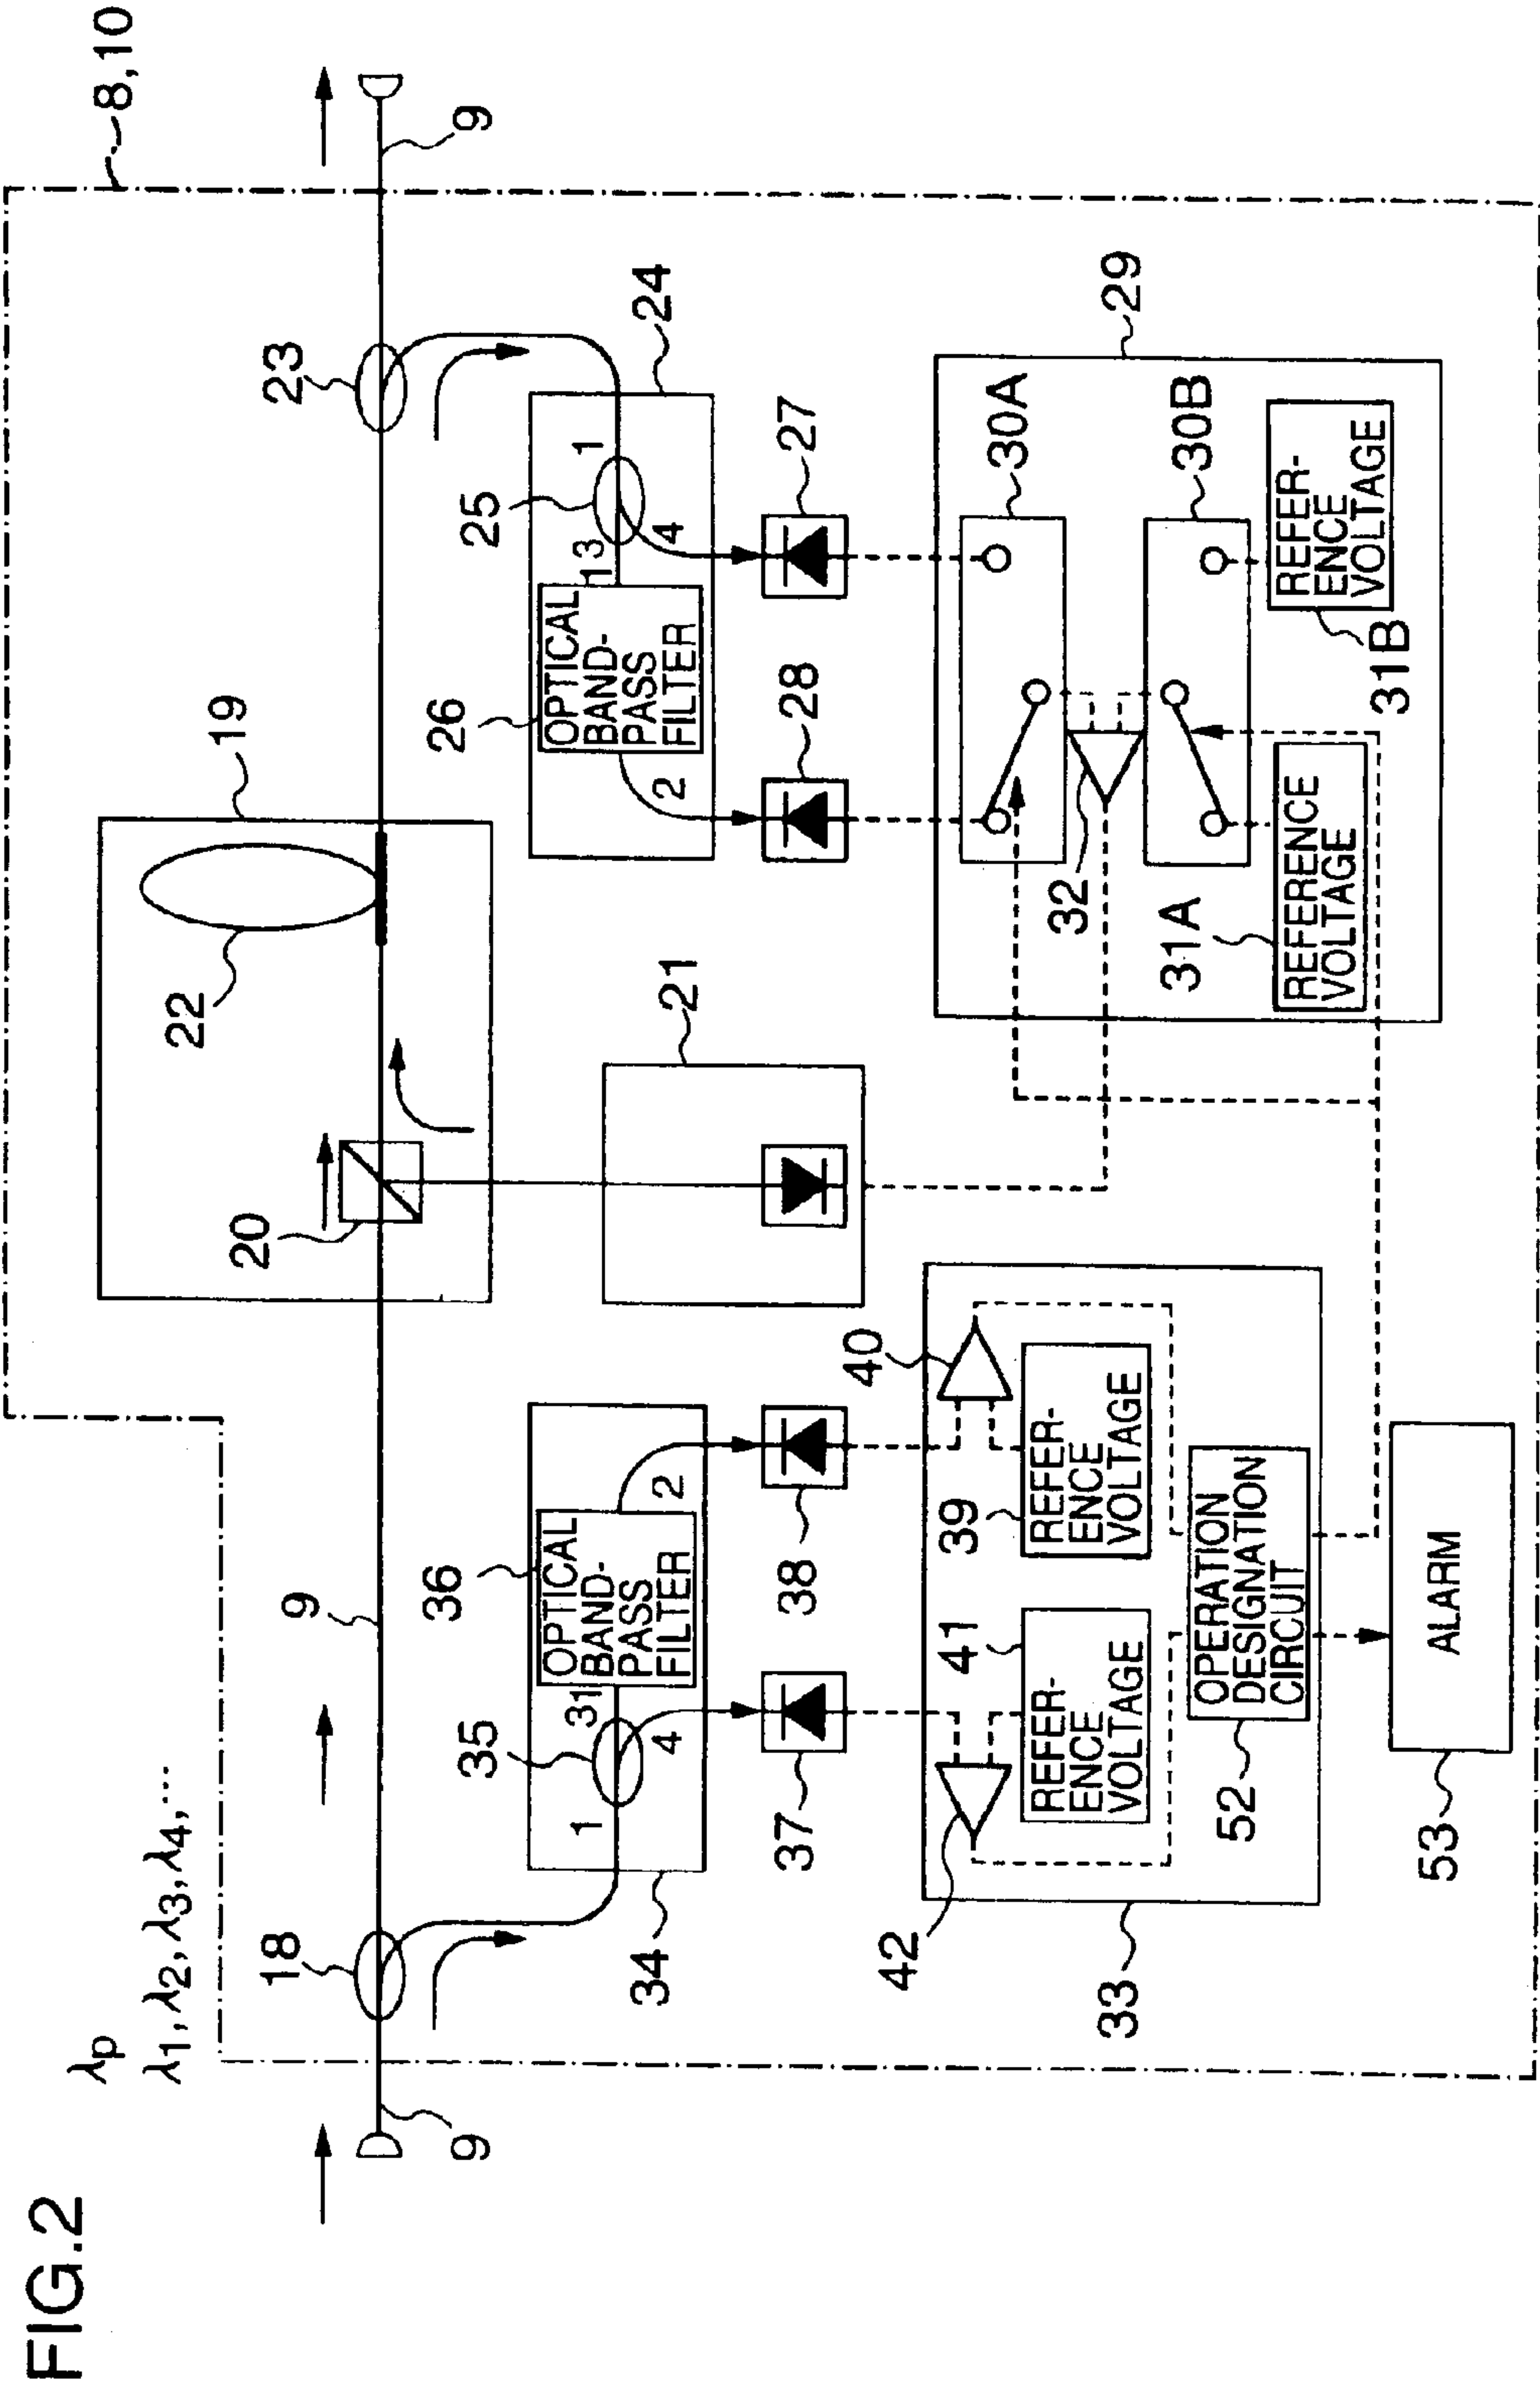 FIG.2
λp
λ1, λ2, λ3, λ4, ...
8,10
9
18
9
20
22
19
23
9
34
35
1
31
4
36
OPTICAL
BAND-
PASS
FILTER
2
21
26
OPTICAL
BAND-
PASS
FILTER
2
1
3
25
1
4
24
37
38
28
27
33
42
41
REFER-
ENCE
VOLTAGE
39
REFER-
ENCE
VOLTAGE
40
52
OPERATION
DESIGNATION
CIRCUIT
53
ALARM
29
30A
32
30B
31A
REFERENCE
VOLTAGE
31B
REFER-
ENCE
VOLTAGE